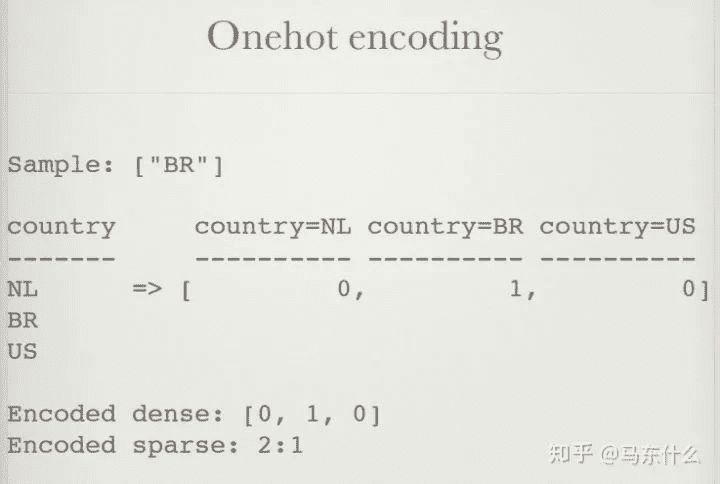 Onehot encoding
Sample: ["BR"]
country country=NL country=BR country=US
------- ---------- ---------- ----------
NL => [ 0, 1, 0]
BR
US
Encoded dense: [0, 1, 0]
Encoded sparse: 2:1
知乎 @马东什么